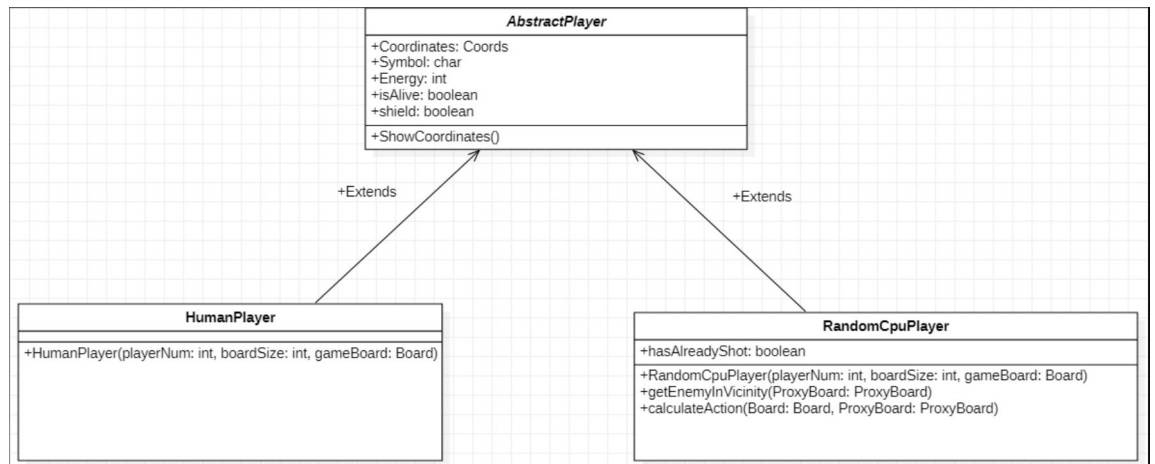 AbstractPlayer
+Coordinates: Coords
+Symbol: char
+Energy: int
+isAlive: boolean
+shield: boolean
+ShowCoordinates()
+Extends
+Extends
HumanPlayer
+HumanPlayer(playerNum: int, boardSize: int, gameBoard: Board)
RandomCpuPlayer
+hasAlreadyShot: boolean
+RandomCpuPlayer(playerNum: int, boardSize: int, gameBoard: Board)
+getEnemyInVicinity(ProxyBoard: ProxyBoard)
+calculateAction(Board: Board, ProxyBoard: ProxyBoard)